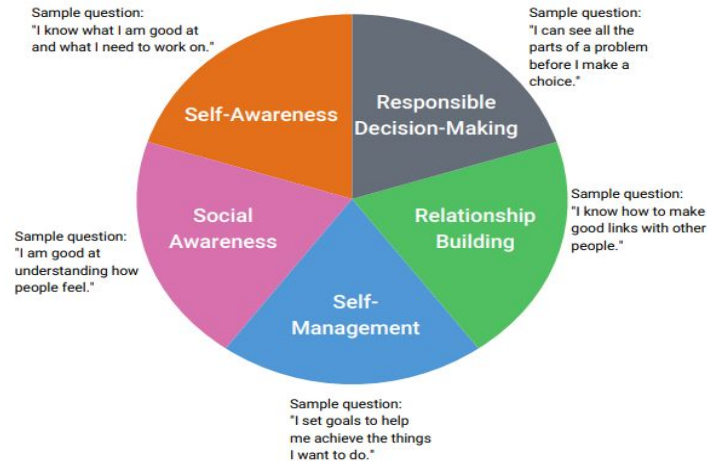 Sample question:
"I know what I am good at
and what I need to work on."
Sample question:
"I can see all the
parts of a problem
before I make a
choice."
Self-Awareness
Responsible
Decision-Making
Social
Awareness
Relationship
Building
Sample question:
"I know how to make
good links with other
people."
Sample question:
"I am good at
understanding how
people feel."
Self-
Management
Sample question:
"I set goals to help
me achieve the things
I want to do."